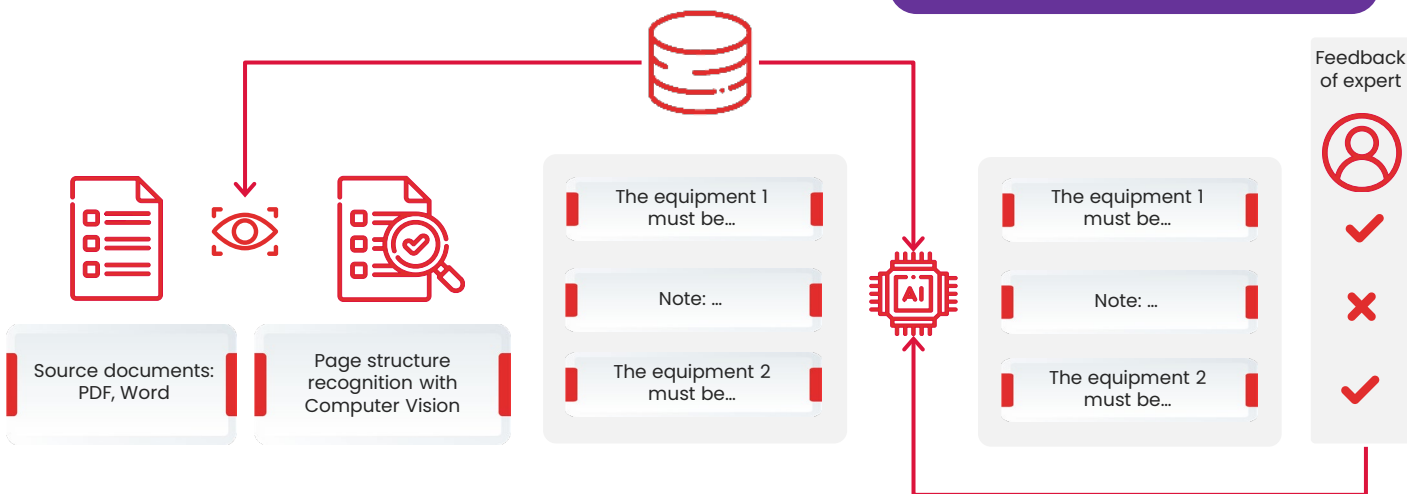 Feedback
of expert
The equipment 1
must be...
Note: ...
The equipment 2
must be...
AI
The equipment 1
must be...
Note: ...
The equipment 2
must be...
Source documents:
PDF, Word
Page structure
recognition with
Computer Vision